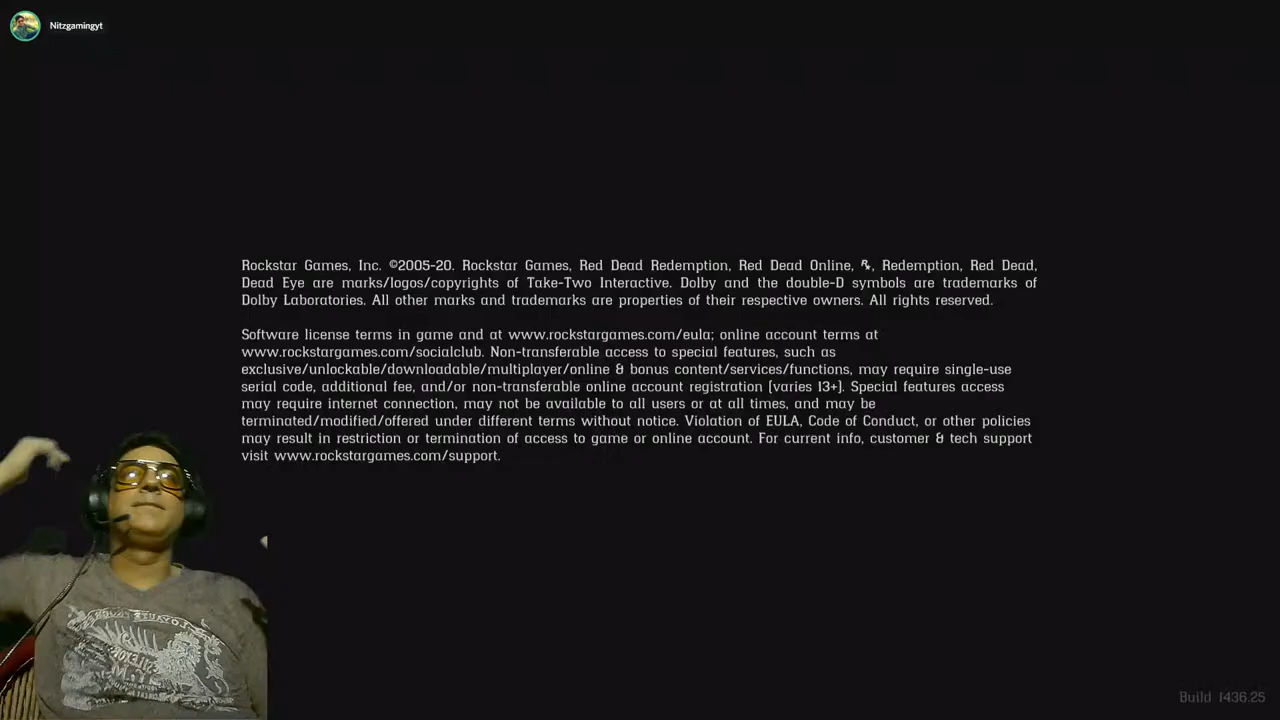 Nitzgamingyt
Rockstar Games, Inc. ©2005-20. Rockstar Games, Red Dead Redemption, Red Dead Online, , Redemption, Red Dead,
Dead Eye are marks/logos/copyrights of Take-Two Interactive. Dolby and the double-D symbols are trademarks of
Dolby Laboratories. All other marks and trademarks are properties of their respective owners. All rights reserved.
Software license terms in game and at www.rockstargames.com/eula; online account terms at
www.rockstargames.com/socialclub. Non-transferable access to special features, such as
exclusive/unlockable/downloadable/multiplayer/online & bonus content/services/functions, may require single-use
serial code, additional fee, and/or non-transferable online account registration (varies 13+). Special features access
may require internet connection, may not be available to all users or at all times, and may be
terminated/modified/offered under different terms without notice. Violation of EULA, Code of Conduct, or other policies
may result in restriction or termination of access to game or online account. For current info, customer & tech support
visit www.rockstargames.com/support.
Build 1436.25